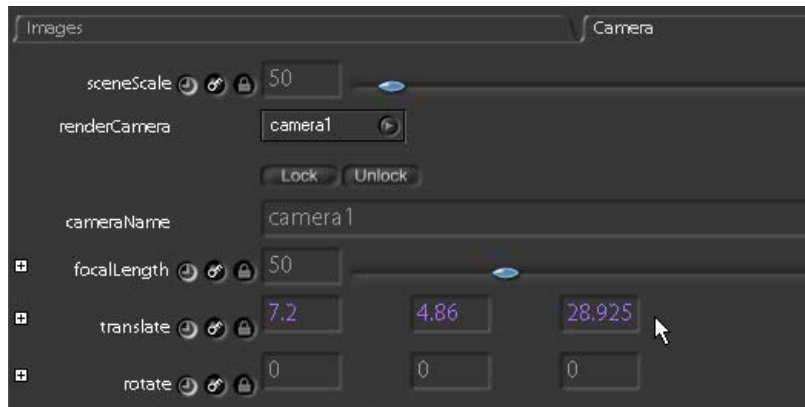 Images Camera
sceneScale 50
renderCamera camera1
Lock Unlock
cameraName camera1
focalLength 50
translate 7.2 4.86 28.925
rotate 0 0 0